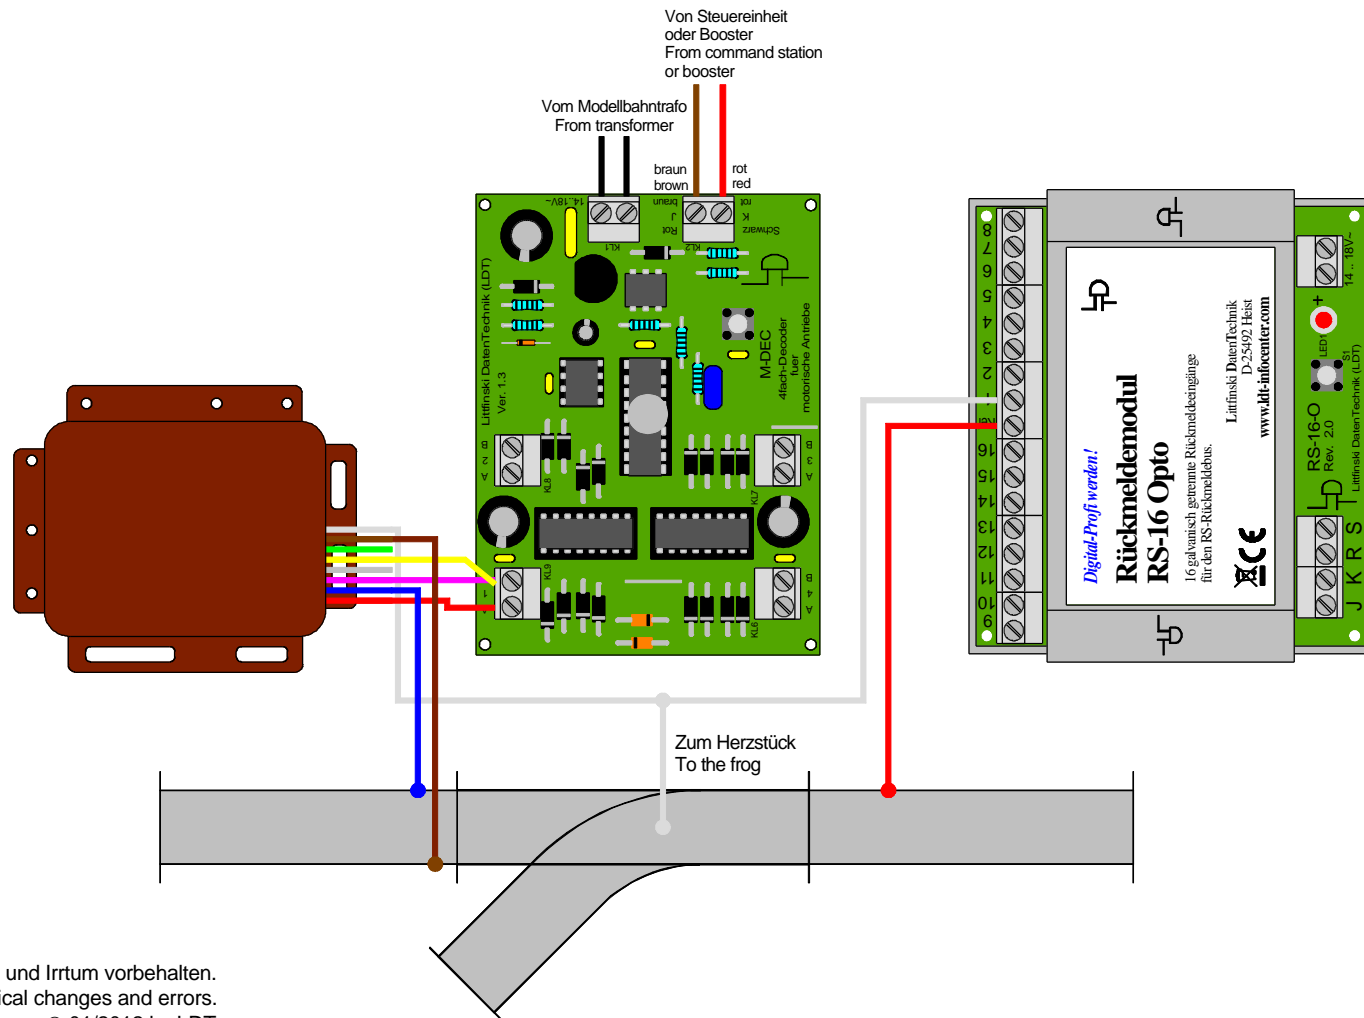 Von Steuereinheit
oder Booster
From command station
or booster
Vom Modellbahntrafo
From transformer
braun
brown
rot
red
14..18V~
KL1
braun
rot
J
K
Rot
Schwarz
KL2
Littfinski DatenTechnik (LDT)
Ver. 1.3
M-DEC
4fach-Decoder
fuer
motorische Antriebe
B
2
A
KL8
B
3
A
KL7
KL9
1
A
B
4
A
KL6
8
7
6
5
4
3
2
1
16
15
14
13
12
11
10
9
Digital-Profi werden!
Rückmeldemodul
RS-16 Opto
16 galvanisch getrennte Rückmeldeeingänge
für den RS-Rückmeldebus.
Littfinski DatenTechnik
D-25492 Heist
www.ldt-infocenter.com
CE
14 .. 18V~
+
LED1
S1
RS-16-O
Rev. 2.0
Littfinski DatenTechnik (LDT)
J K R S
Zum Herzstück
To the frog
und Irrtum vorbehalten.
ical changes and errors.